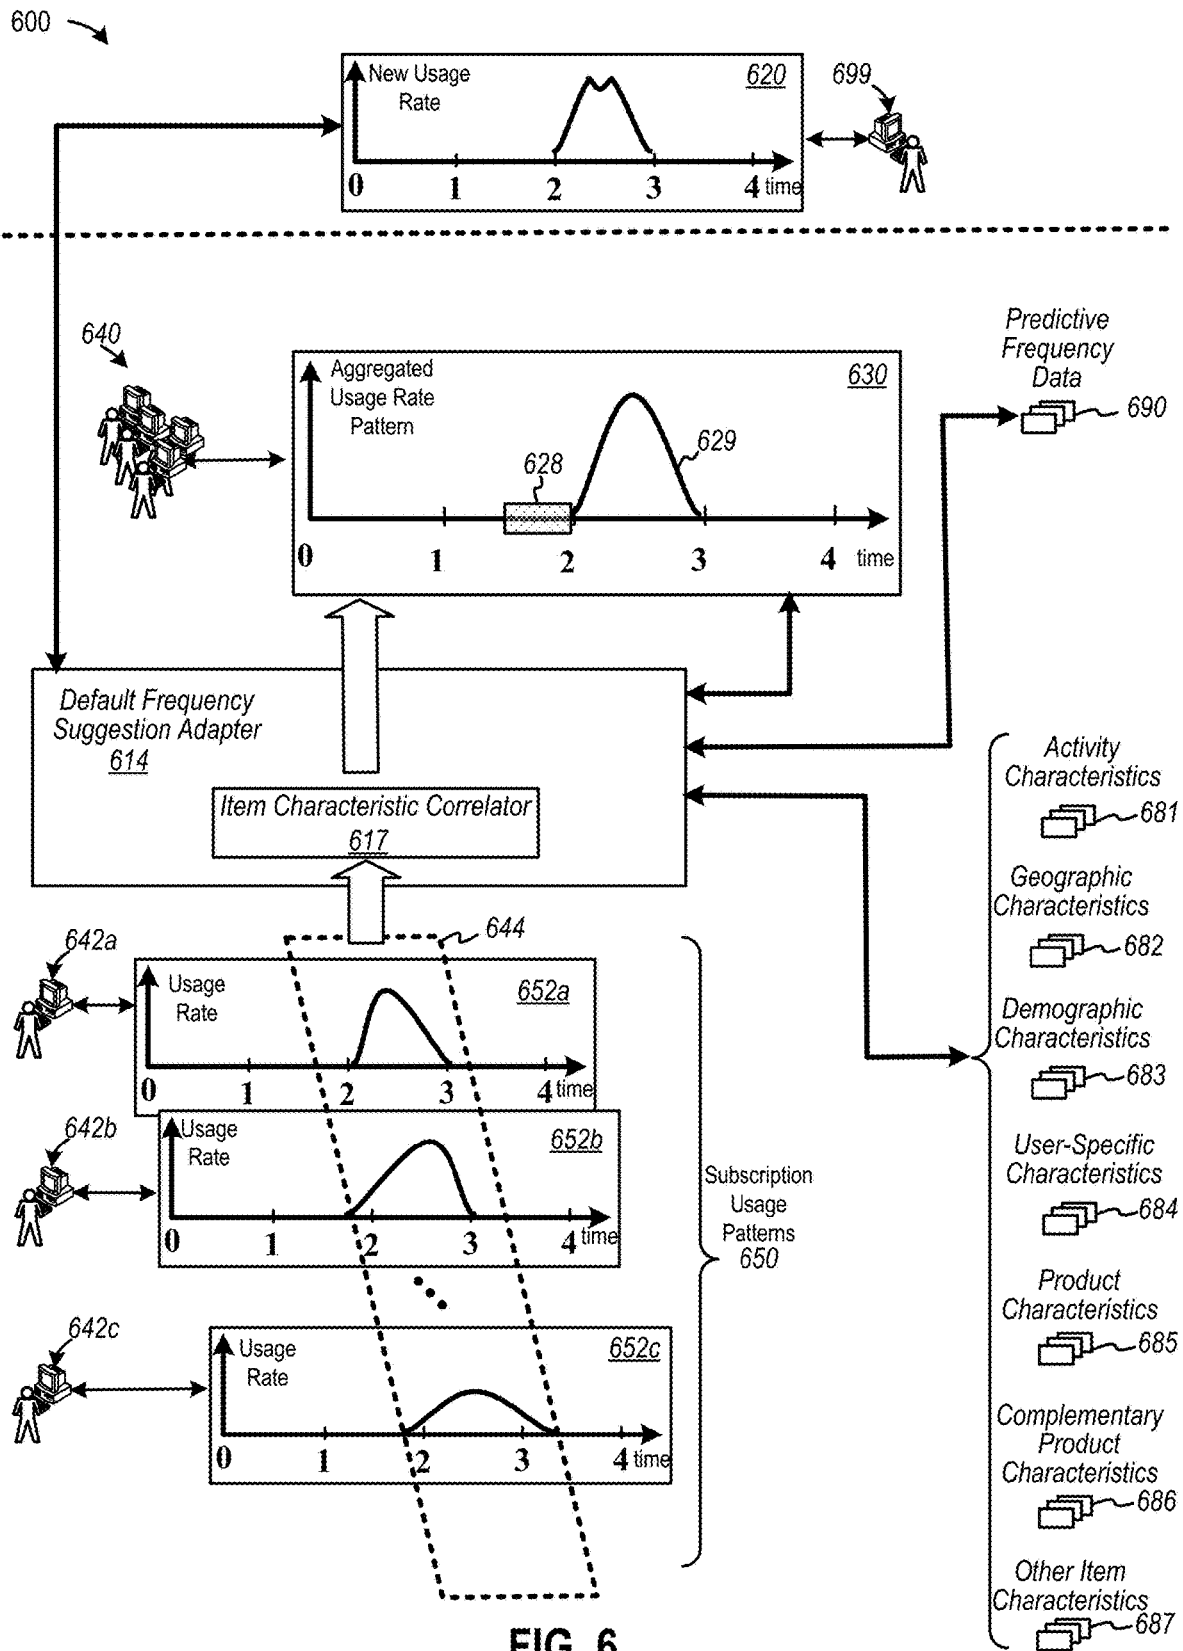 600
New Usage
Rate
620
699
0
1
2
3
4
time
640
Aggregated
Usage Rate
Pattern
630
628
629
0
1
2
3
4
time
Predictive
Frequency
Data
690
Default Frequency
Suggestion Adapter
614
Item Characteristic Correlator
617
644
642a
Usage
Rate
652a
0
1
2
3
4
time
642b
Usage
Rate
652b
0
1
2
3
4
time
642c
Usage
Rate
652c
0
1
2
3
4
time
Subscription
Usage
Patterns
650
Activity
Characteristics
681
Geographic
Characteristics
682
Demographic
Characteristics
683
User-Specific
Characteristics
684
Product
Characteristics
685
Complementary
Product
Characteristics
686
Other Item
Characteristics
687
FIG. 6